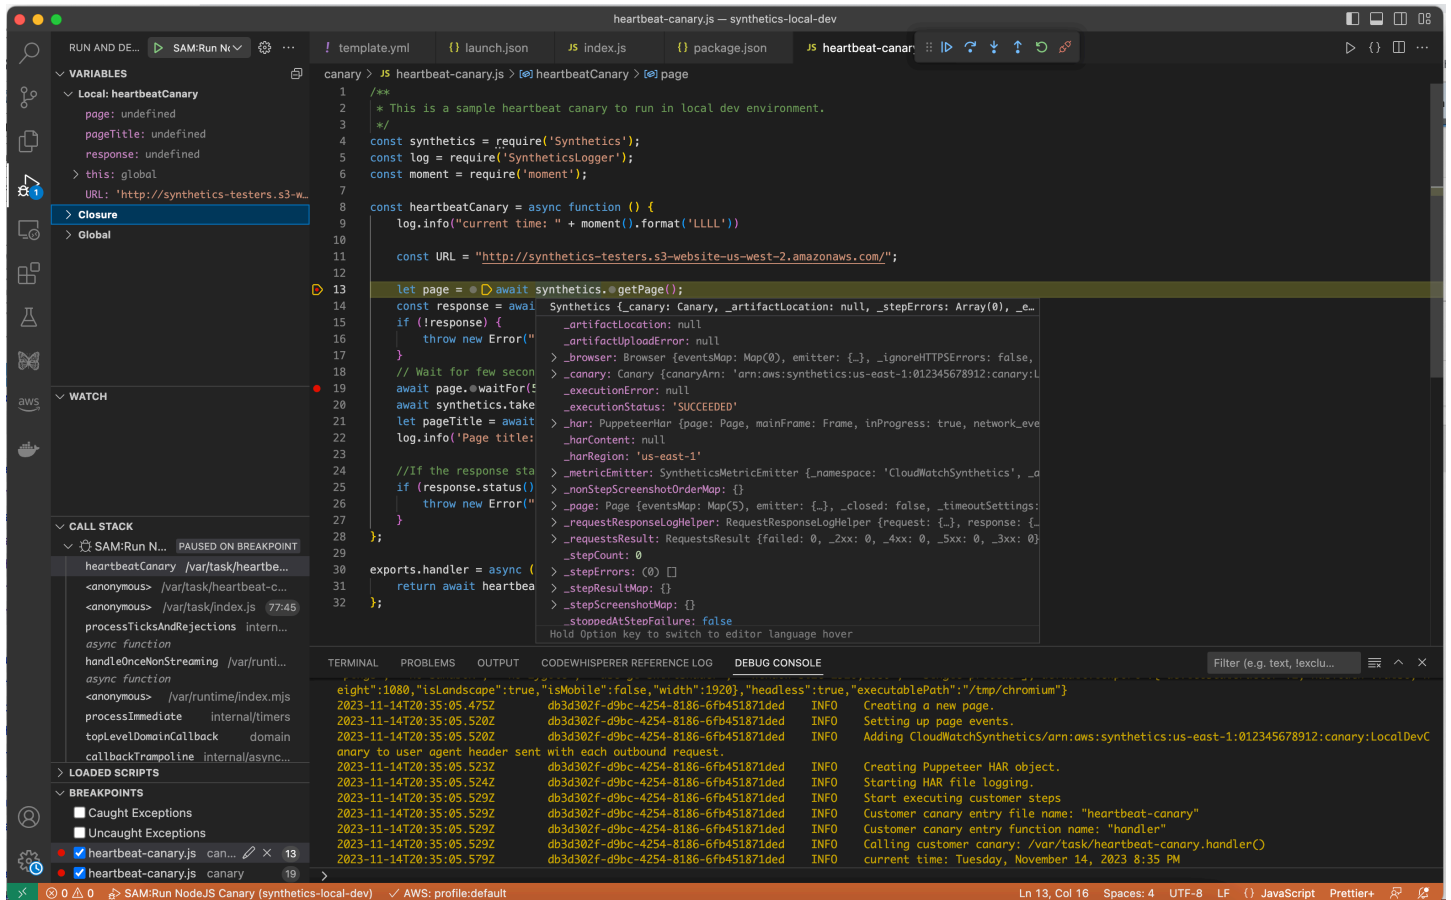 heartbeat-canary.js — synthetics-local-dev
RUN AND DE... SAM:Run Nc
template.yml
launch.json
JS index.js
package.json
JS heartbeat-canary
VARIABLES
Local: heartbeatCanary
page: undefined
pageTitle: undefined
response: undefined
this: global
URL: 'http://synthetics-testers.s3-w…
Closure
Global
WATCH
CALL STACK
SAM:Run N... PAUSED ON BREAKPOINT
heartbeatCanary /var/task/heartbe...
<anonymous> /var/task/heartbeat-c...
<anonymous> /var/task/index.js 77:45
processTicksAndRejections intern...
async function
handleOnceNonStreaming /var/runti...
async function
<anonymous> /var/runtime/index.mjs
processImmediate internal/timers
topLevelDomainCallback domain
callbackTrampoline internal/async...
LOADED SCRIPTS
BREAKPOINTS
Caught Exceptions
Uncaught Exceptions
heartbeat-canary.js can... 13
heartbeat-canary.js canary 19
1
aws
canary > JS heartbeat-canary.js > heartbeatCanary > page
1 /**
2 * This is a sample heartbeat canary to run in local dev environment.
3 */
4 const synthetics = require('Synthetics');
5 const log = require('SyntheticsLogger');
6 const moment = require('moment');
7
8 const heartbeatCanary = async function () {
9 log.info("current time: " + moment().format('LLLL'))
10
11 const URL = "http://synthetics-testers.s3-website-us-west-2.amazonaws.com/";
12
13 let page = await synthetics.getPage();
14 const response = awai
15 if (!response) {
16 throw new Error("
17 }
18 // Wait for few secon
19 await page.waitFor(5
20 await synthetics.take
21 let pageTitle = await
22 log.info('Page title:
23
24 //If the response sta
25 if (response.status()
26 throw new Error("
27 }
28 };
29
30 exports.handler = async (
31 return await heartbea
32 };
Synthetics {_canary: Canary, _artifactLocation: null, _stepErrors: Array(0), _e…
_artifactLocation: null
_artifactUploadError: null
_browser: Browser {eventsMap: Map(0), emitter: {…}, _ignoreHTTPSErrors: false,
_canary: Canary {canaryArn: 'arn:aws:synthetics:us-east-1:012345678912:canary:L
_executionError: null
_executionStatus: 'SUCCEEDED'
_har: PuppeteerHar {page: Page, mainFrame: Frame, inProgress: true, network_eve
_harContent: null
_harRegion: 'us-east-1'
_metricEmitter: SyntheticsMetricEmitter {_namespace: 'CloudWatchSynthetics', _a
_nonStepScreenshotOrderMap: {}
_page: Page {eventsMap: Map(5), emitter: {…}, _closed: false, _timeoutSettings:
_requestResponseLogHelper: RequestResponseLogHelper {request: {…}, response: {…
_requestsResult: RequestsResult {failed: 0, _2xx: 0, _4xx: 0, _5xx: 0, _3xx: 0}
_stepCount: 0
_stepErrors: (0) []
_stepResultMap: {}
_stepScreenshotMap: {}
_stoppedAtStepFailure: false
Hold Option key to switch to editor language hover
TERMINAL PROBLEMS OUTPUT CODEWHISPERER REFERENCE LOG DEBUG CONSOLE
Filter (e.g. text, !exclu...
eight":1080,"isLandscape":true,"isMobile":false,"width":1920},"headless":true,"executablePath":"/tmp/chromium"}
2023-11-14T20:35:05.475Z db3d302f-d9bc-4254-8186-6fb451871ded INFO Creating a new page.
2023-11-14T20:35:05.520Z db3d302f-d9bc-4254-8186-6fb451871ded INFO Setting up page events.
2023-11-14T20:35:05.520Z db3d302f-d9bc-4254-8186-6fb451871ded INFO Adding CloudWatchSynthetics/arn:aws:synthetics:us-east-1:012345678912:canary:LocalDevC
anary to user agent header sent with each outbound request.
2023-11-14T20:35:05.523Z db3d302f-d9bc-4254-8186-6fb451871ded INFO Creating Puppeteer HAR object.
2023-11-14T20:35:05.524Z db3d302f-d9bc-4254-8186-6fb451871ded INFO Starting HAR file logging.
2023-11-14T20:35:05.529Z db3d302f-d9bc-4254-8186-6fb451871ded INFO Start executing customer steps
2023-11-14T20:35:05.529Z db3d302f-d9bc-4254-8186-6fb451871ded INFO Customer canary entry file name: "heartbeat-canary"
2023-11-14T20:35:05.529Z db3d302f-d9bc-4254-8186-6fb451871ded INFO Customer canary entry function name: "handler"
2023-11-14T20:35:05.529Z db3d302f-d9bc-4254-8186-6fb451871ded INFO Calling customer canary: /var/task/heartbeat-canary.handler()
2023-11-14T20:35:05.579Z db3d302f-d9bc-4254-8186-6fb451871ded INFO current time: Tuesday, November 14, 2023 8:35 PM
0 0 SAM:Run NodeJS Canary (synthetics-local-dev) AWS: profile:default
Ln 13, Col 16 Spaces: 4 UTF-8 LF {} JavaScript Prettier+